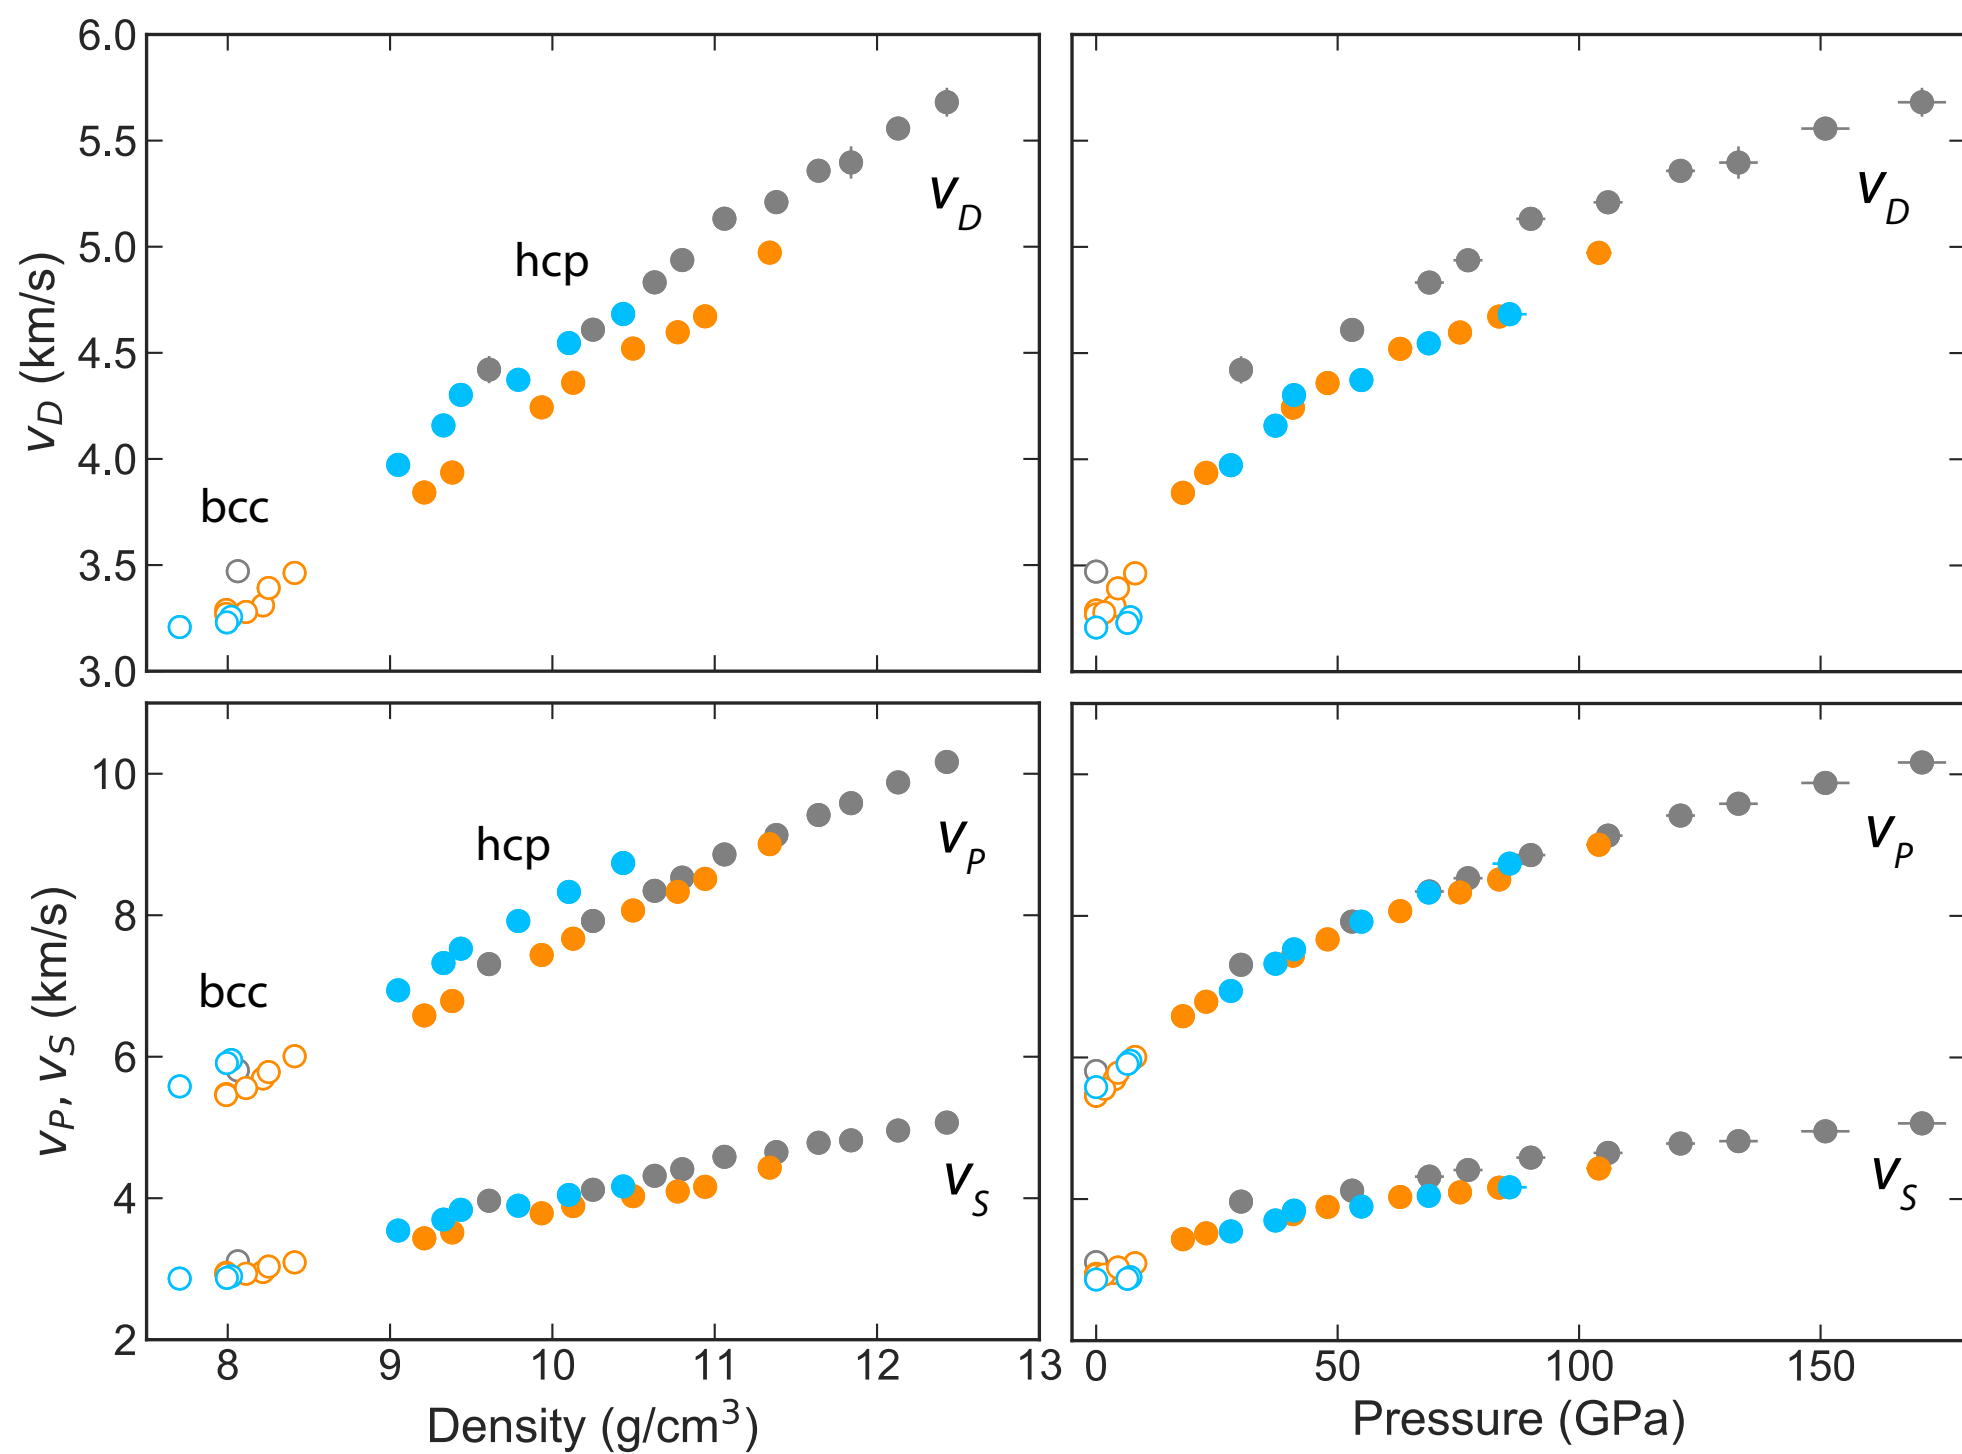 6.0
5.5
5.0
4.5
4.0
3.5
3.0
v_D (km/s)
hcp
bcc
v_D
v_D
10
8
6
4
2
v_P, v_S (km/s)
hcp
bcc
v_P
v_S
v_P
v_S
8 9 10 11 12 13
0 50 100 150
Density (g/cm³)
Pressure (GPa)